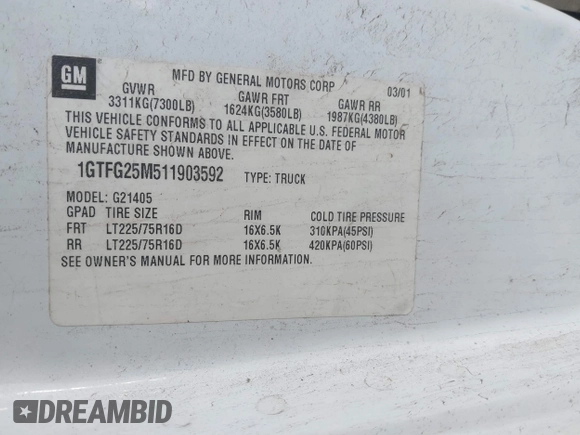 GM
MFD BY GENERAL MOTORS CORP 03/01
GVWR GAWR FRT GAWR RR
3311KG(7300LB) 1624KG(3580LB) 1987KG(4380LB)
THIS VEHICLE CONFORMS TO ALL APPLICABLE U.S. FEDERAL MOTOR
VEHICLE SAFETY STANDARDS IN EFFECT ON THE DATE OF
MANUFACTURE SHOWN ABOVE.
1GTFG25M511903592 TYPE: TRUCK
MODEL: G21405
GPAD TIRE SIZE RIM COLD TIRE PRESSURE
FRT LT225/75R16D 16X6.5K 310KPA(45PSI)
RR LT225/75R16D 16X6.5K 420KPA(60PSI)
SEE OWNER'S MANUAL FOR MORE INFORMATION.
DREAMBID